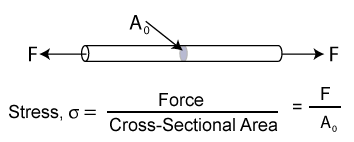 A₀
F F
Stress, σ = Force / Cross-Sectional Area = F / A₀